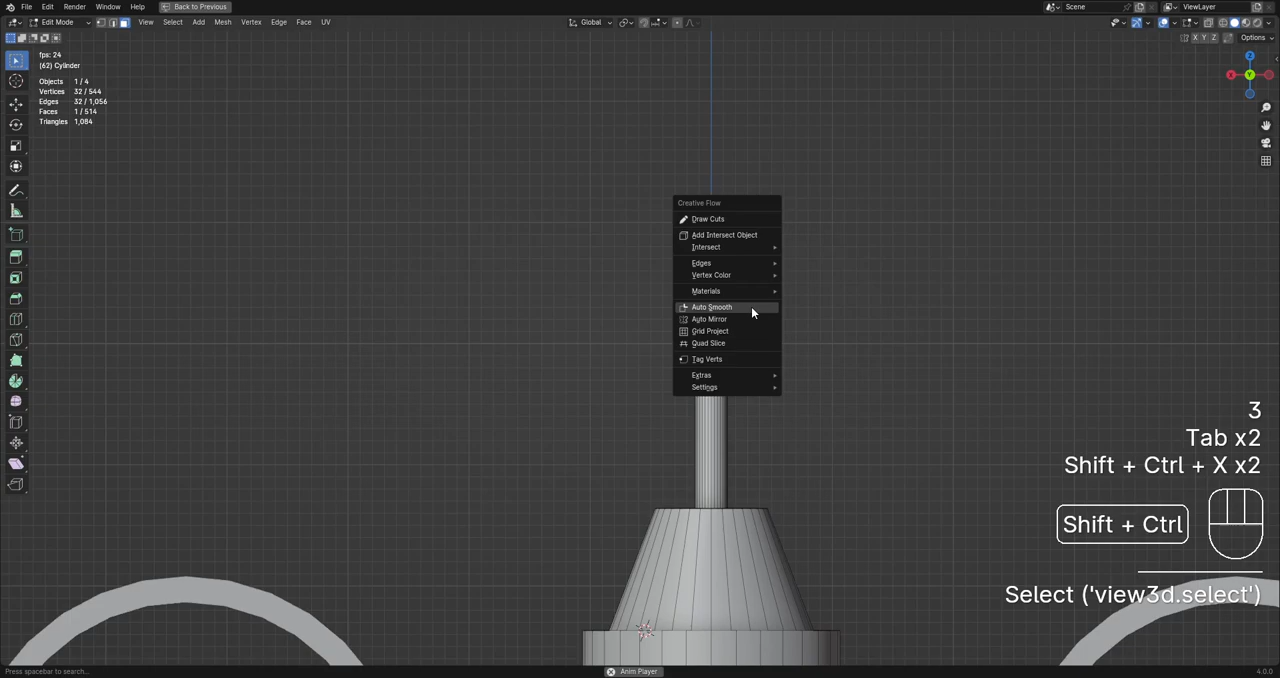 File Edit Render Window Help Back to Previous Scene ViewLayer
Edit Mode View Select Add Mesh Vertex Edge Face UV Global
X Y Z Options
fps: 24
(62) Cylinder
Objects 1 / 4
Vertices 32 / 544
Edges 32 / 1,056
Faces 1 / 514
Triangles 1,084
Z
X
Y
Creative Flow
Draw Cuts
Add Intersect Object
Intersect
Edges
Vertex Color
Materials
Auto Smooth
Auto Mirror
Grid Project
Quad Slice
Tag Verts
Extras
Settings
3
Tab x2
Shift + Ctrl + X x2
Shift + Ctrl
Select ('view3d.select')
Press spacebar to search... Anim Player 4.0.0